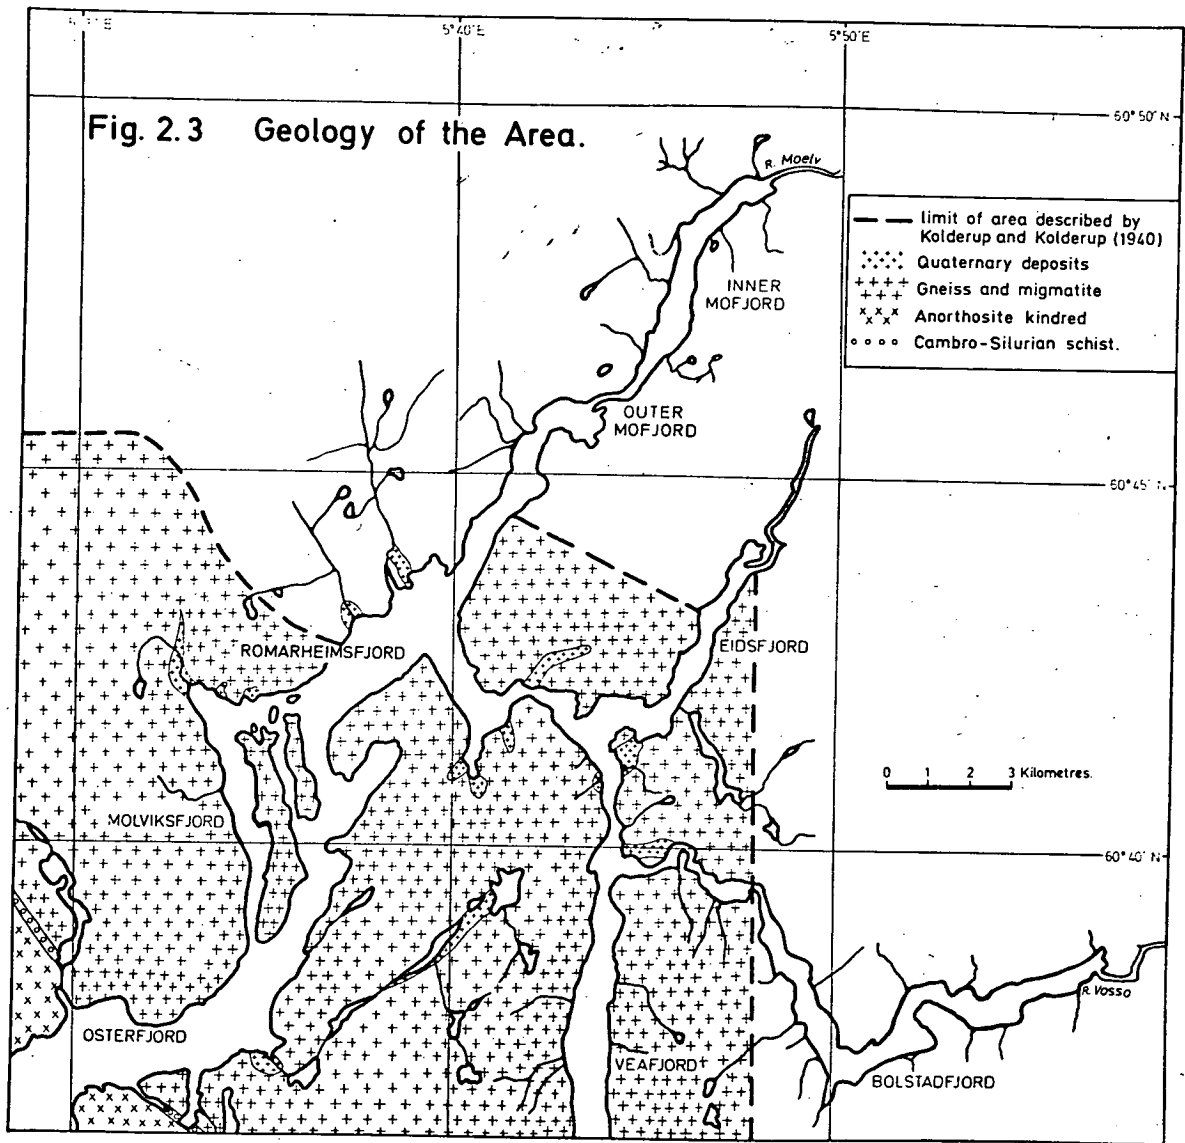 5°40'E
5°50'E
60°50'N
Fig. 2.3 Geology of the Area.
R. Moelv
limit of area described by
Kolderup and Kolderup (1940)
Quaternary deposits
Gneiss and migmatite
Anorthosite kindred
Cambro-Silurian schist.
INNER
MOFJORD
OUTER
MOFJORD
60°45'
ROMARHEIMSFJORD
EIDSFJORD
0 1 2 3 Kilometres.
MOLVIKSFJORD
60°40' N
R. Vosso
OSTERFJORD
VEAFJORD
BOLSTADFJORD